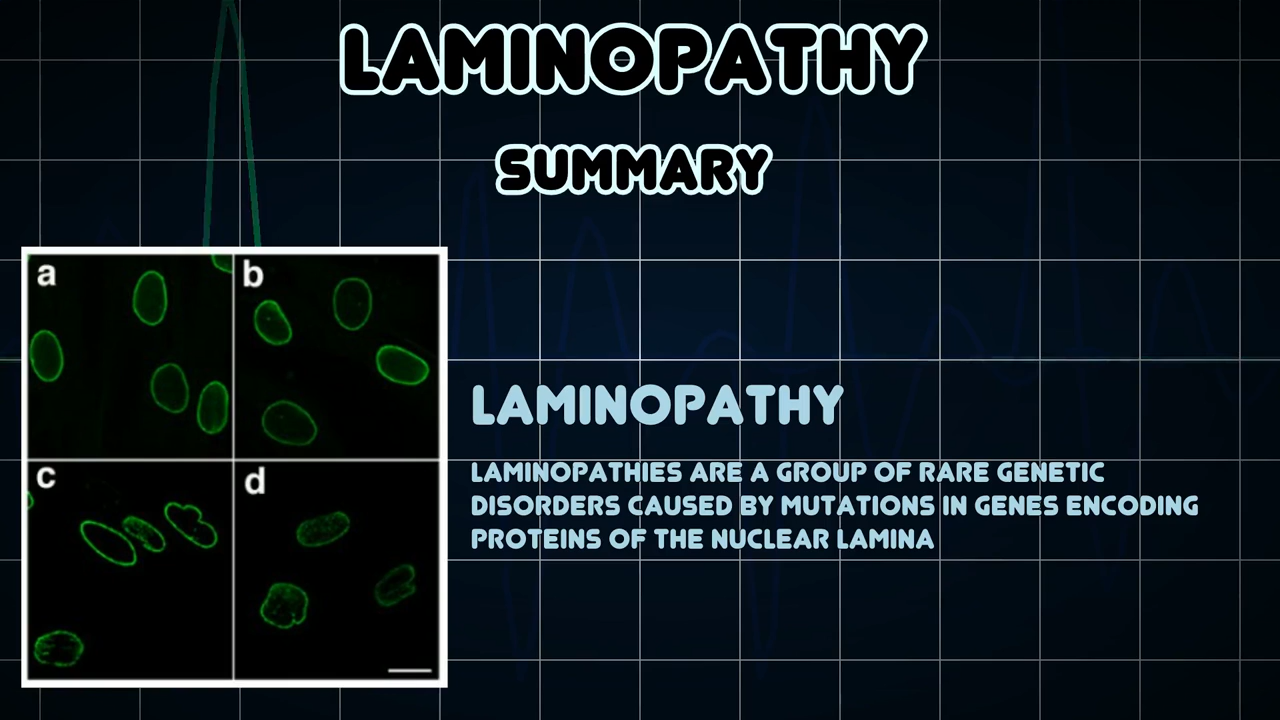 LAMINOPATHY
SUMMARY
a
b
c
d
LAMINOPATHY
LAMINOPATHIES ARE A GROUP OF RARE GENETIC
DISORDERS CAUSED BY MUTATIONS IN GENES ENCODING
PROTEINS OF THE NUCLEAR LAMINA